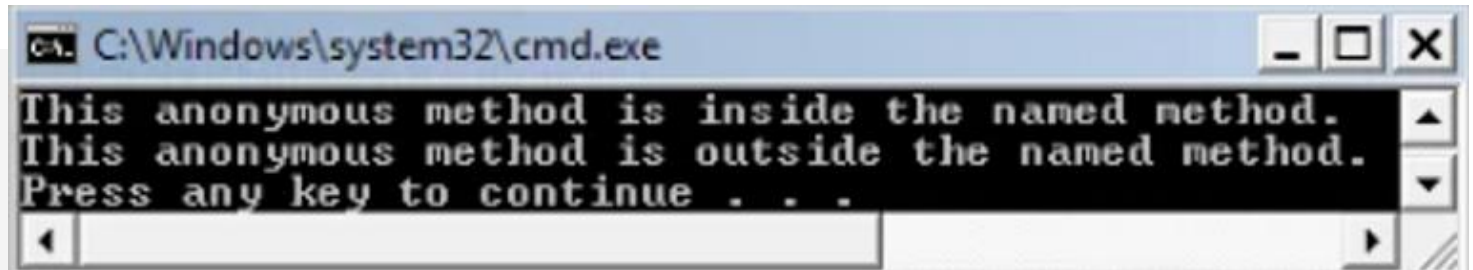 C:\. C:\Windows\system32\cmd.exe
This anonymous method is inside the named method.
This anonymous method is outside the named method.
Press any key to continue . . .